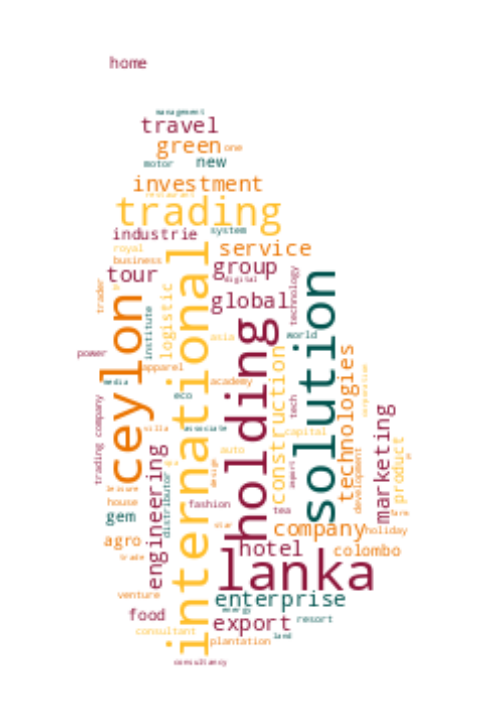 home
management
travel
green
one
motor
new
investment
restaurant
trading
industrie
system
royal
service
business
group
tour
digital
trader
international
logistic
global
technology
ceylon
institute
holding
solution
world
asia
power
apparel
construction
technologies
media
academy
eco
tech
corporation
trading company
villa
associate
capital
marketing
product
auto
engineering
distributor
design
import
development
leisure
house
fashion
tea
farm
gem
star
company
holiday
agro
hotel
colombo
trade
lanka
venture
enterprise
energy
food
export
resort
consultant
land
plantation
consultancy